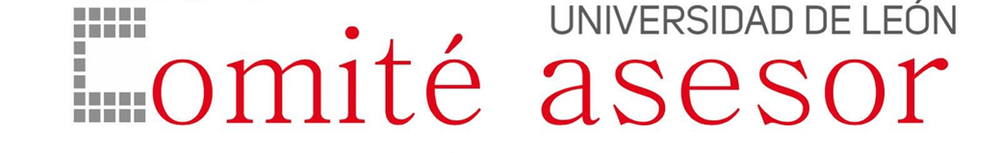 UNIVERSIDAD DE LEÓN
Comité asesor